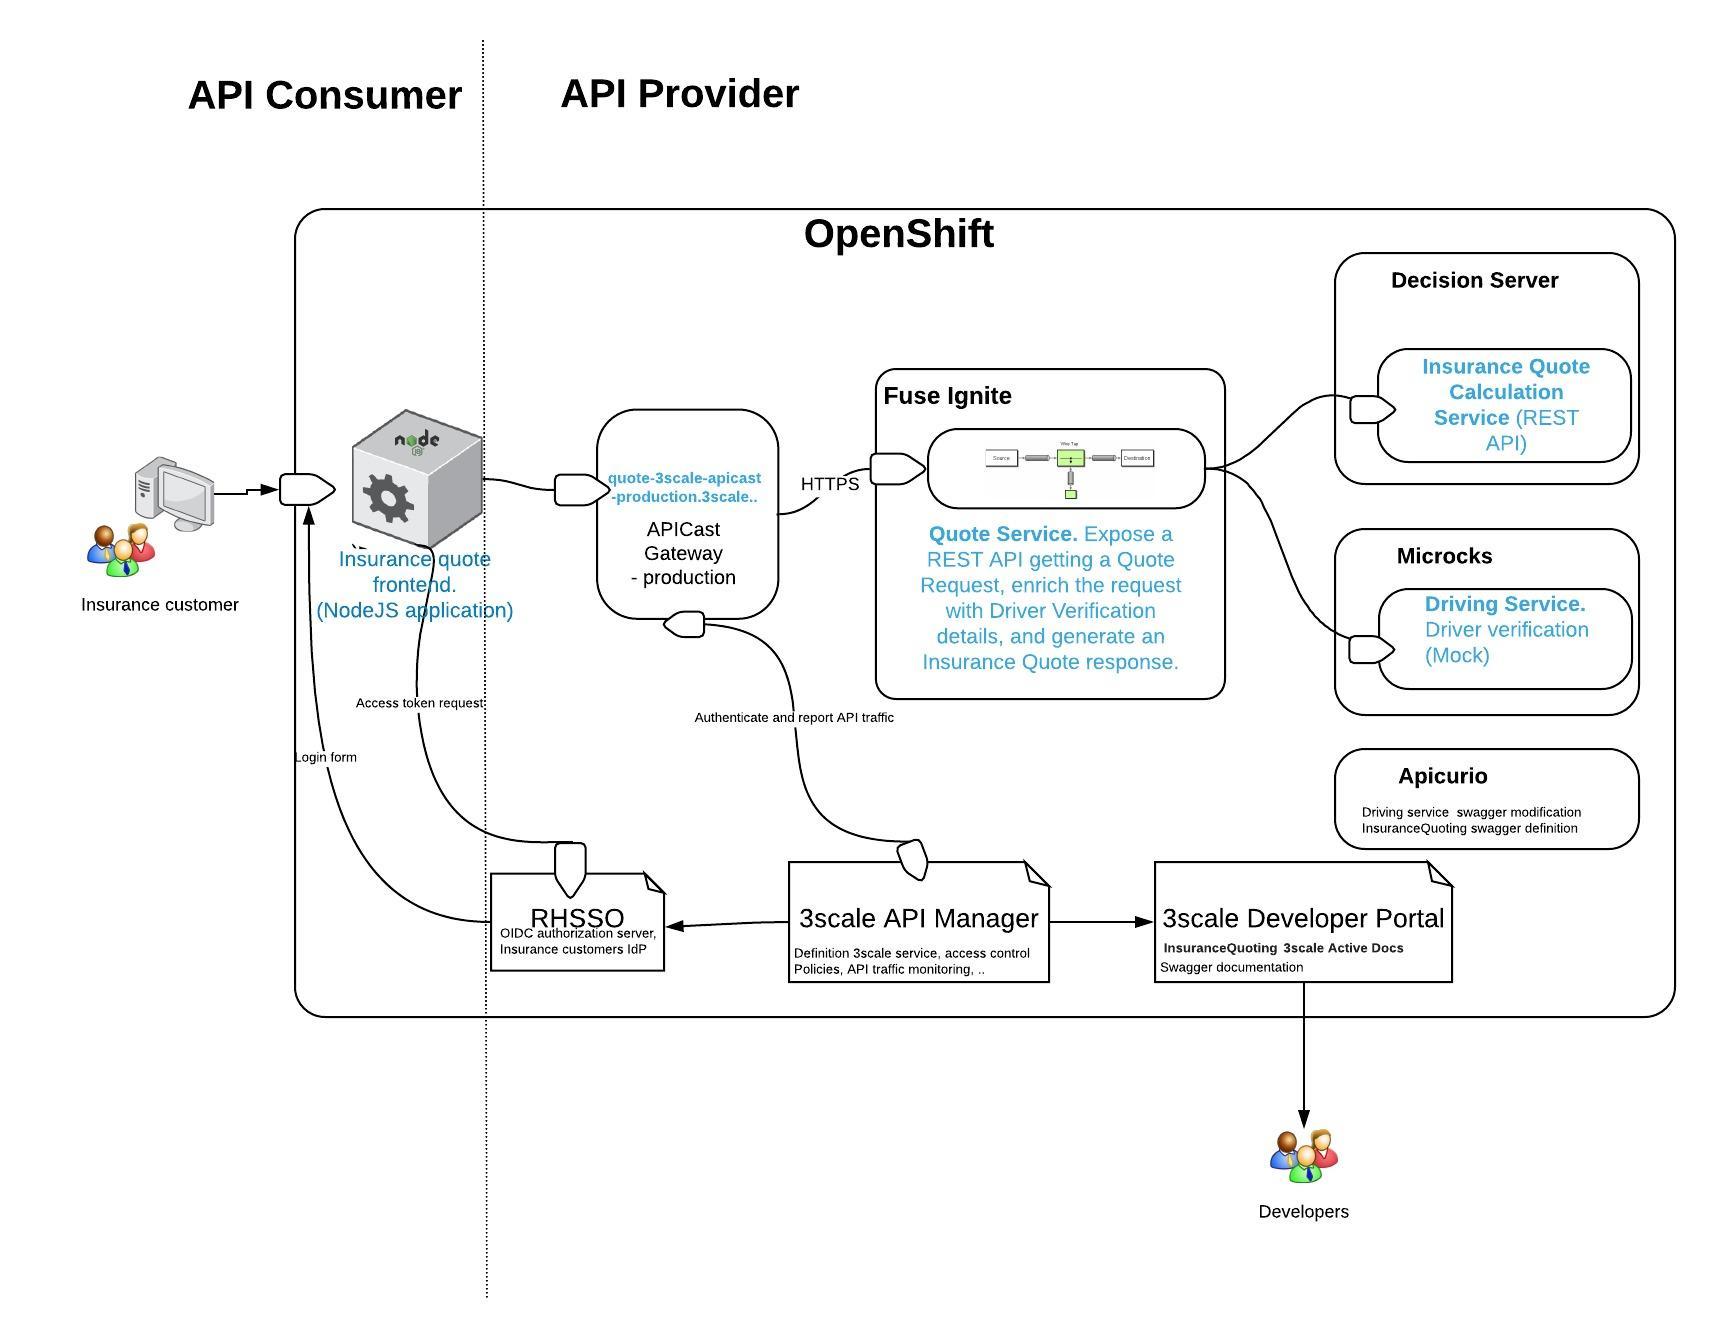 API Consumer
API Provider
OpenShift
Decision Server
Insurance Quote
Calculation
Service (REST
API)
Fuse Ignite
Wire Tap
Source
Destination
Quote Service. Expose a
REST API getting a Quote
Request, enrich the request
with Driver Verification
details, and generate an
Insurance Quote response.
node
JS
Insurance quote
frontend.
(NodeJS application)
quote-3scale-apicast
-production.3scale..
APICast
Gateway
- production
HTTPS
Insurance customer
Microcks
Driving Service.
Driver verification
(Mock)
Access token request
Authenticate and report API traffic
Login form
Apicurio
Driving service swagger modification
InsuranceQuoting swagger definition
RHSSO
OIDC authorization server,
Insurance customers IdP
3scale API Manager
Definition 3scale service, access control
Policies, API traffic monitoring, ..
3scale Developer Portal
InsuranceQuoting 3scale Active Docs
Swagger documentation
Developers